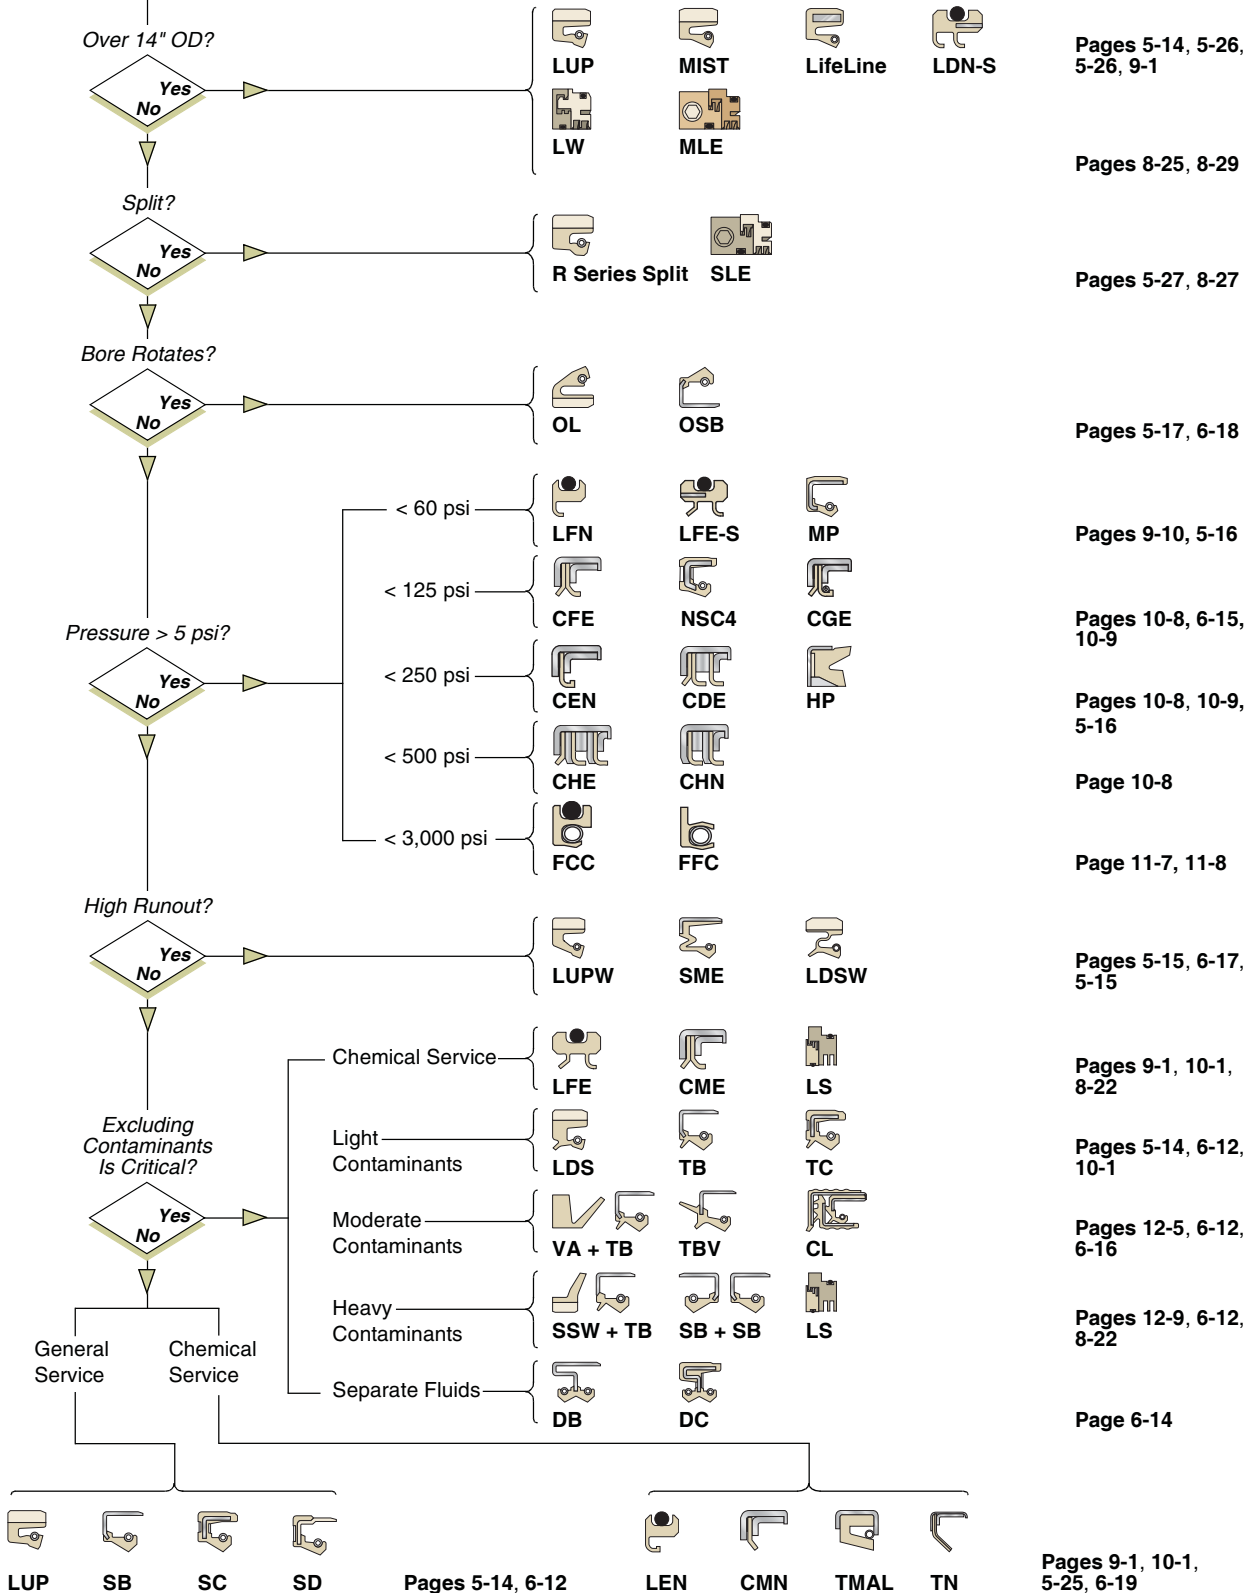 Over 14" OD?
Yes
No
LUP MIST LifeLine LDN-S
Pages 5-14, 5-26,
5-26, 9-1
LW MLE
Pages 8-25, 8-29
Split?
Yes
No
R Series Split SLE
Pages 5-27, 8-27
Bore Rotates?
Yes
No
OL OSB
Pages 5-17, 6-18
Pressure > 5 psi?
Yes
No
< 60 psi
LFN LFE-S MP
Pages 9-10, 5-16
< 125 psi
CFE NSC4 CGE
Pages 10-8, 6-15,
10-9
< 250 psi
CEN CDE HP
Pages 10-8, 10-9,
5-16
< 500 psi
CHE CHN
Page 10-8
< 3,000 psi
FCC FFC
Page 11-7, 11-8
High Runout?
Yes
No
LUPW SME LDSW
Pages 5-15, 6-17,
5-15
Excluding
Contaminants
Is Critical?
Yes
No
Chemical Service
LFE CME LS
Pages 9-1, 10-1,
8-22
Light
Contaminants
LDS TB TC
Pages 5-14, 6-12,
10-1
Moderate
Contaminants
VA + TB TBV CL
Pages 12-5, 6-12,
6-16
Heavy
Contaminants
SSW + TB SB + SB LS
Pages 12-9, 6-12,
8-22
Separate Fluids
DB DC
Page 6-14
General
Service
Chemical
Service
LUP SB SC SD
Pages 5-14, 6-12
LEN CMN TMAL TN
Pages 9-1, 10-1,
5-25, 6-19